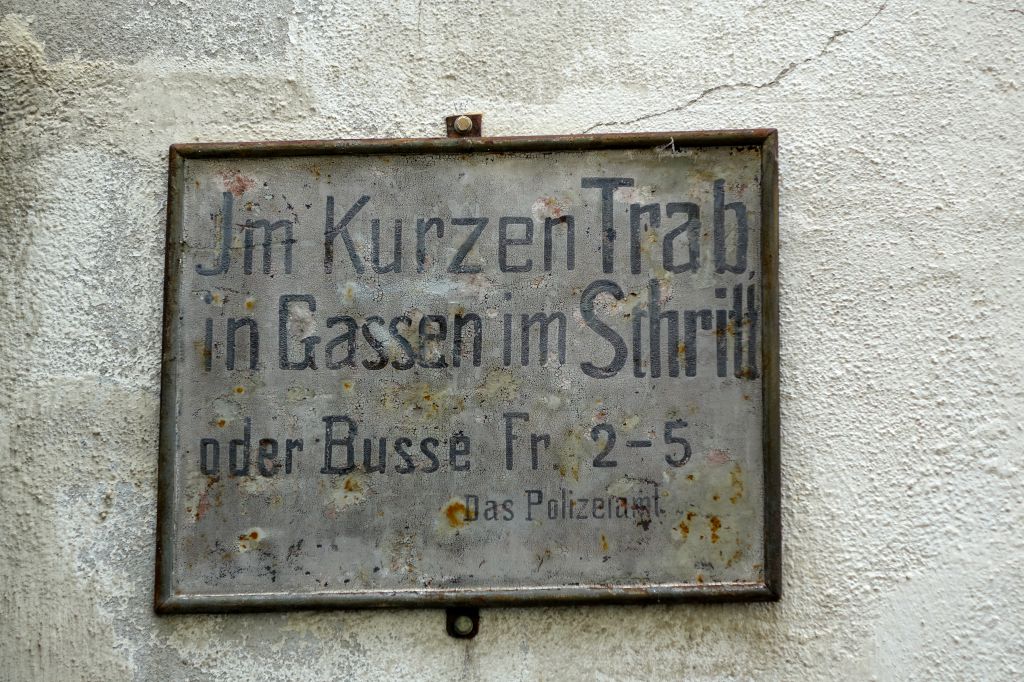 Jm Kurzen Trab,
in Gassen im Schritt
oder Busse Fr. 2-5
Das Polizeiamt.